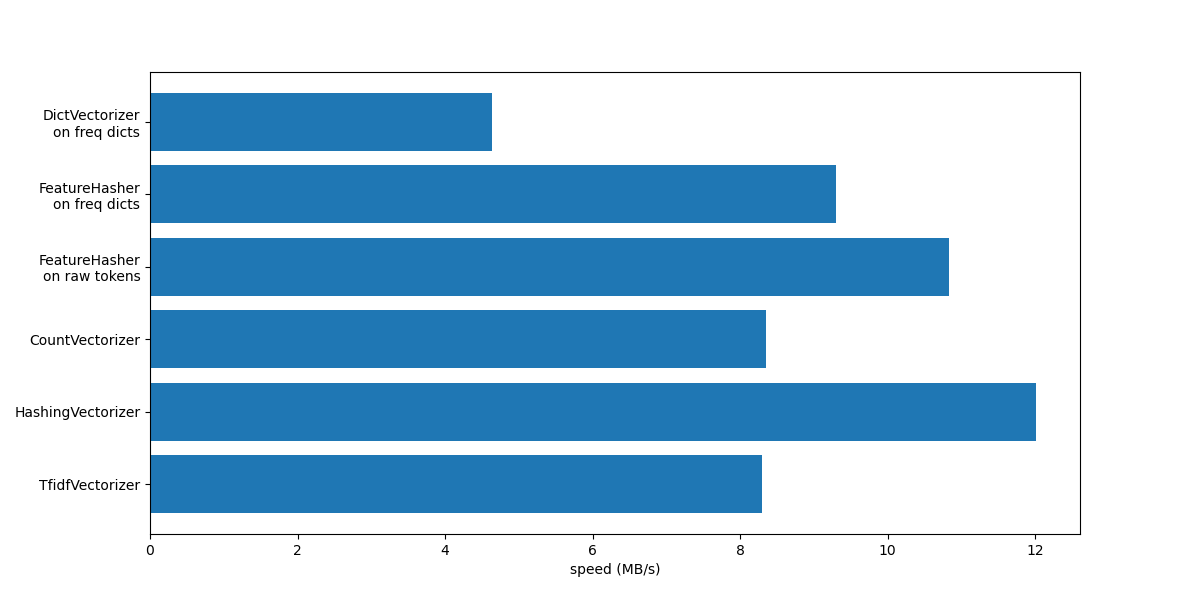 DictVectorizer
on freq dicts
FeatureHasher
on freq dicts
FeatureHasher
on raw tokens
CountVectorizer
HashingVectorizer
TfidfVectorizer
0 2 4 6 8 10 12
speed (MB/s)